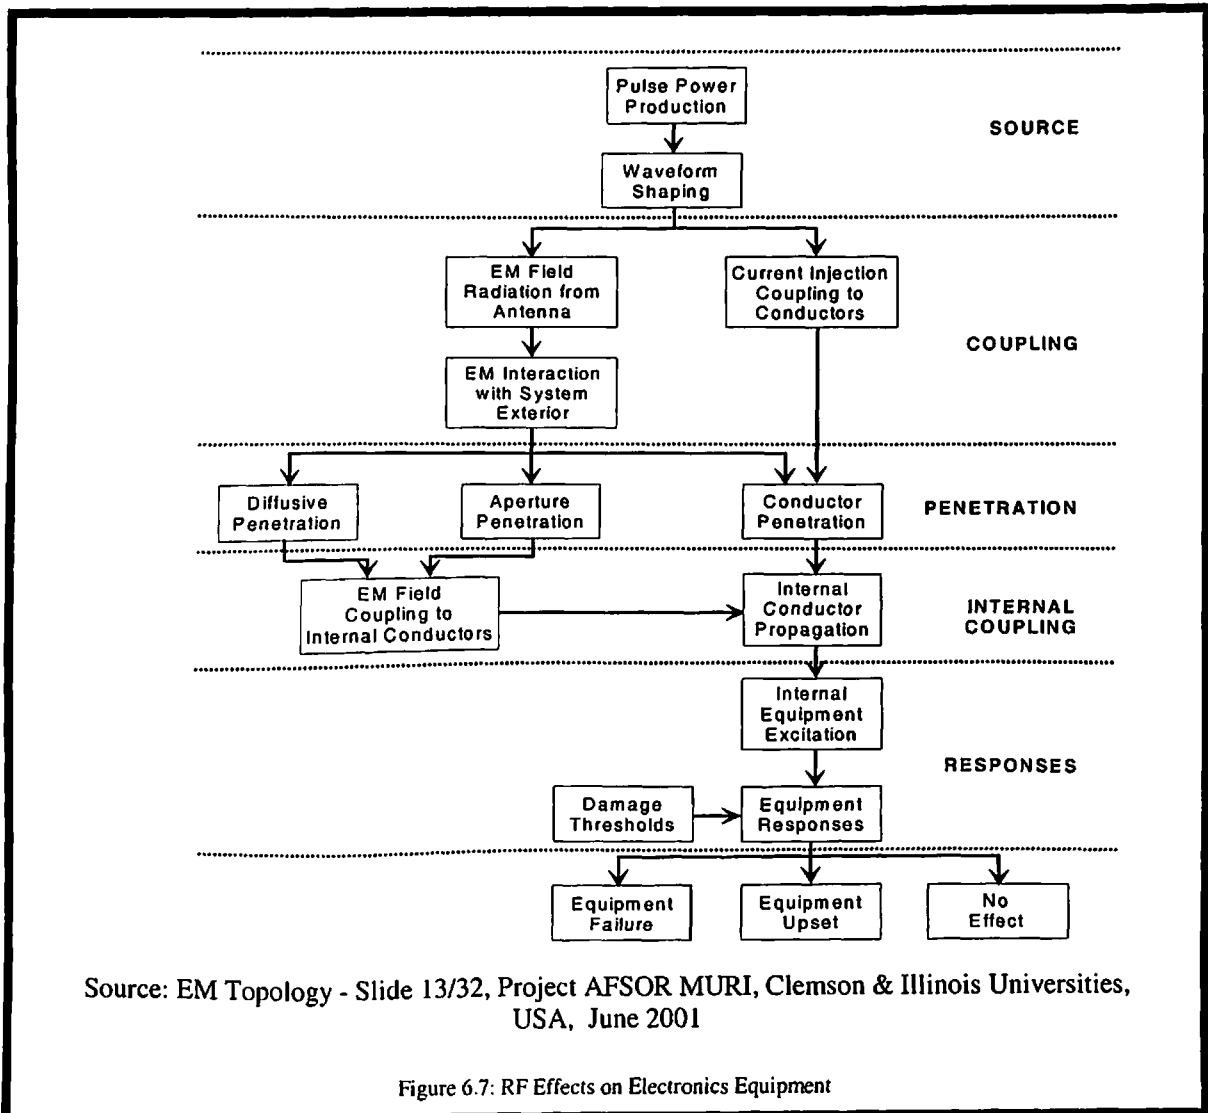 Pulse Power
Production
SOURCE
Waveform
Shaping
EM Field
Radiation from
Antenna
Current Injection
Coupling to
Conductors
COUPLING
EM Interaction
with System
Exterior
Diffusive
Penetration
Aperture
Penetration
Conductor
Penetration
PENETRATION
EM Field
Coupling to
Internal Conductors
Internal
Conductor
Propagation
INTERNAL
COUPLING
Internal
Equipment
Excitation
RESPONSES
Damage
Thresholds
Equipment
Responses
Equipment
Failure
Equipment
Upset
No
Effect
Source: EM Topology - Slide 13/32, Project AFSOR MURI, Clemson & Illinois Universities,
USA, June 2001
Figure 6.7: RF Effects on Electronics Equipment